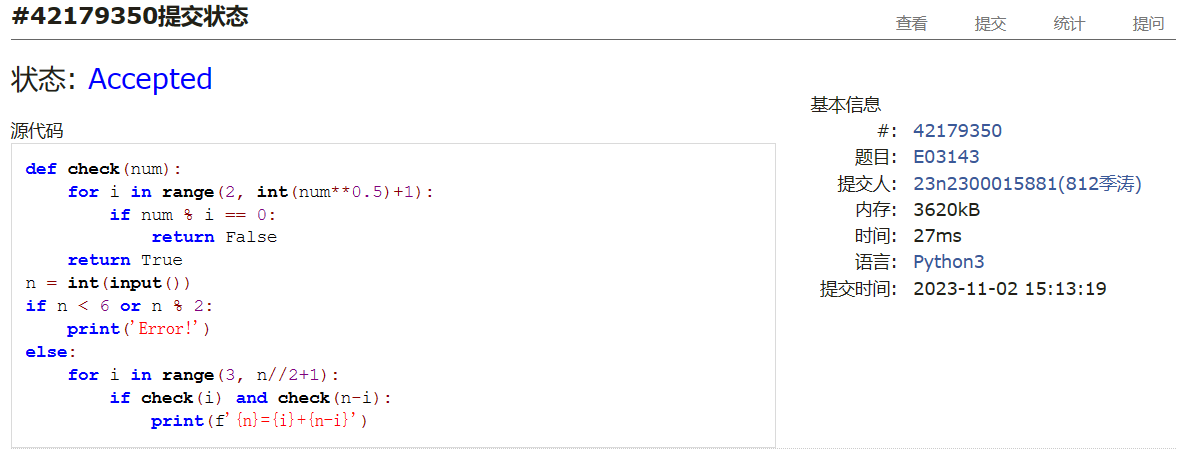 #42179350提交状态
查看 提交 统计 提问
状态: Accepted
源代码
def check(num):
    for i in range(2, int(num**0.5)+1):
        if num % i == 0:
            return False
    return True
n = int(input())
if n < 6 or n % 2:
    print('Error!')
else:
    for i in range(3, n//2+1):
        if check(i) and check(n-i):
            print(f'{n}={i}+{n-i}')
基本信息
#: 42179350
题目: E03143
提交人: 23n2300015881(812季涛)
内存: 3620kB
时间: 27ms
语言: Python3
提交时间: 2023-11-02 15:13:19